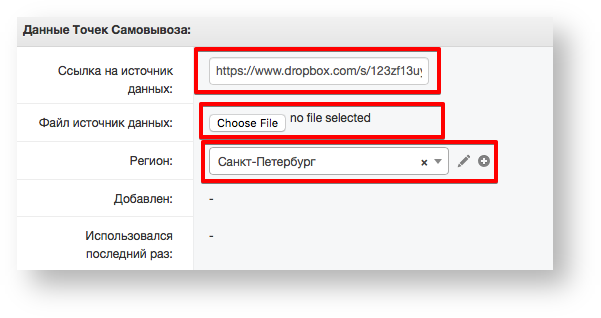 Данные Точек Самовывоза:
Ссылка на источник данных: https://www.dropbox.com/s/123zf13u
Файл источник данных: Choose File no file selected
Регион: Санкт-Петербург × 
Добавлен: -
Использовался последний раз: -